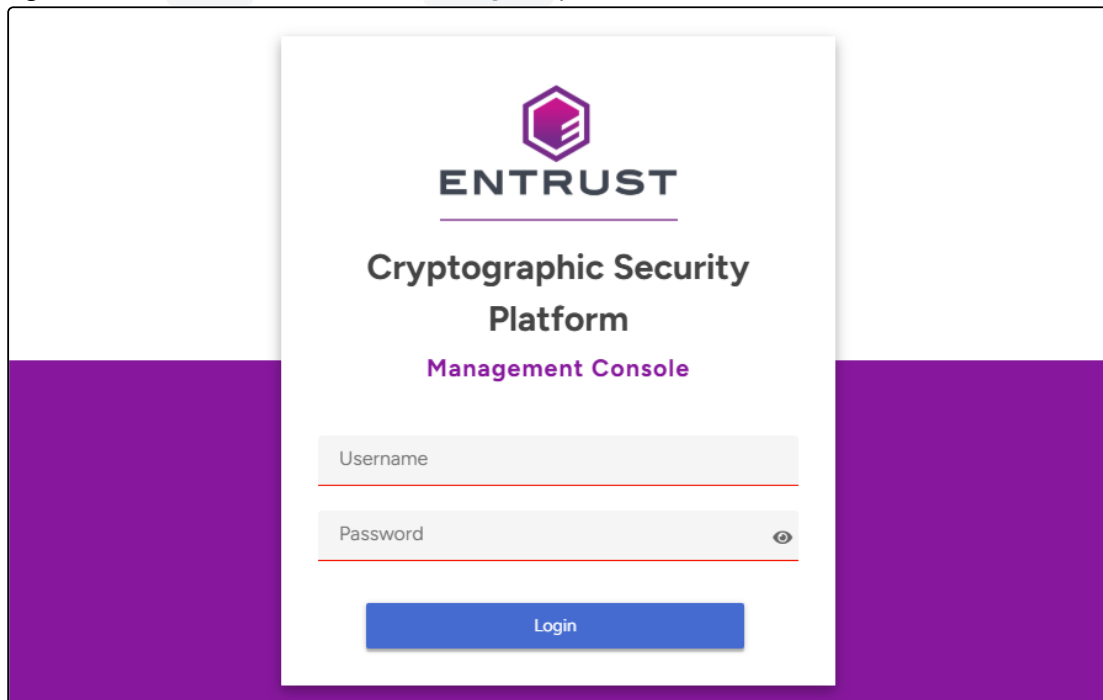 ENTRUST
Cryptographic Security
Platform
Management Console
Username
Password
Login